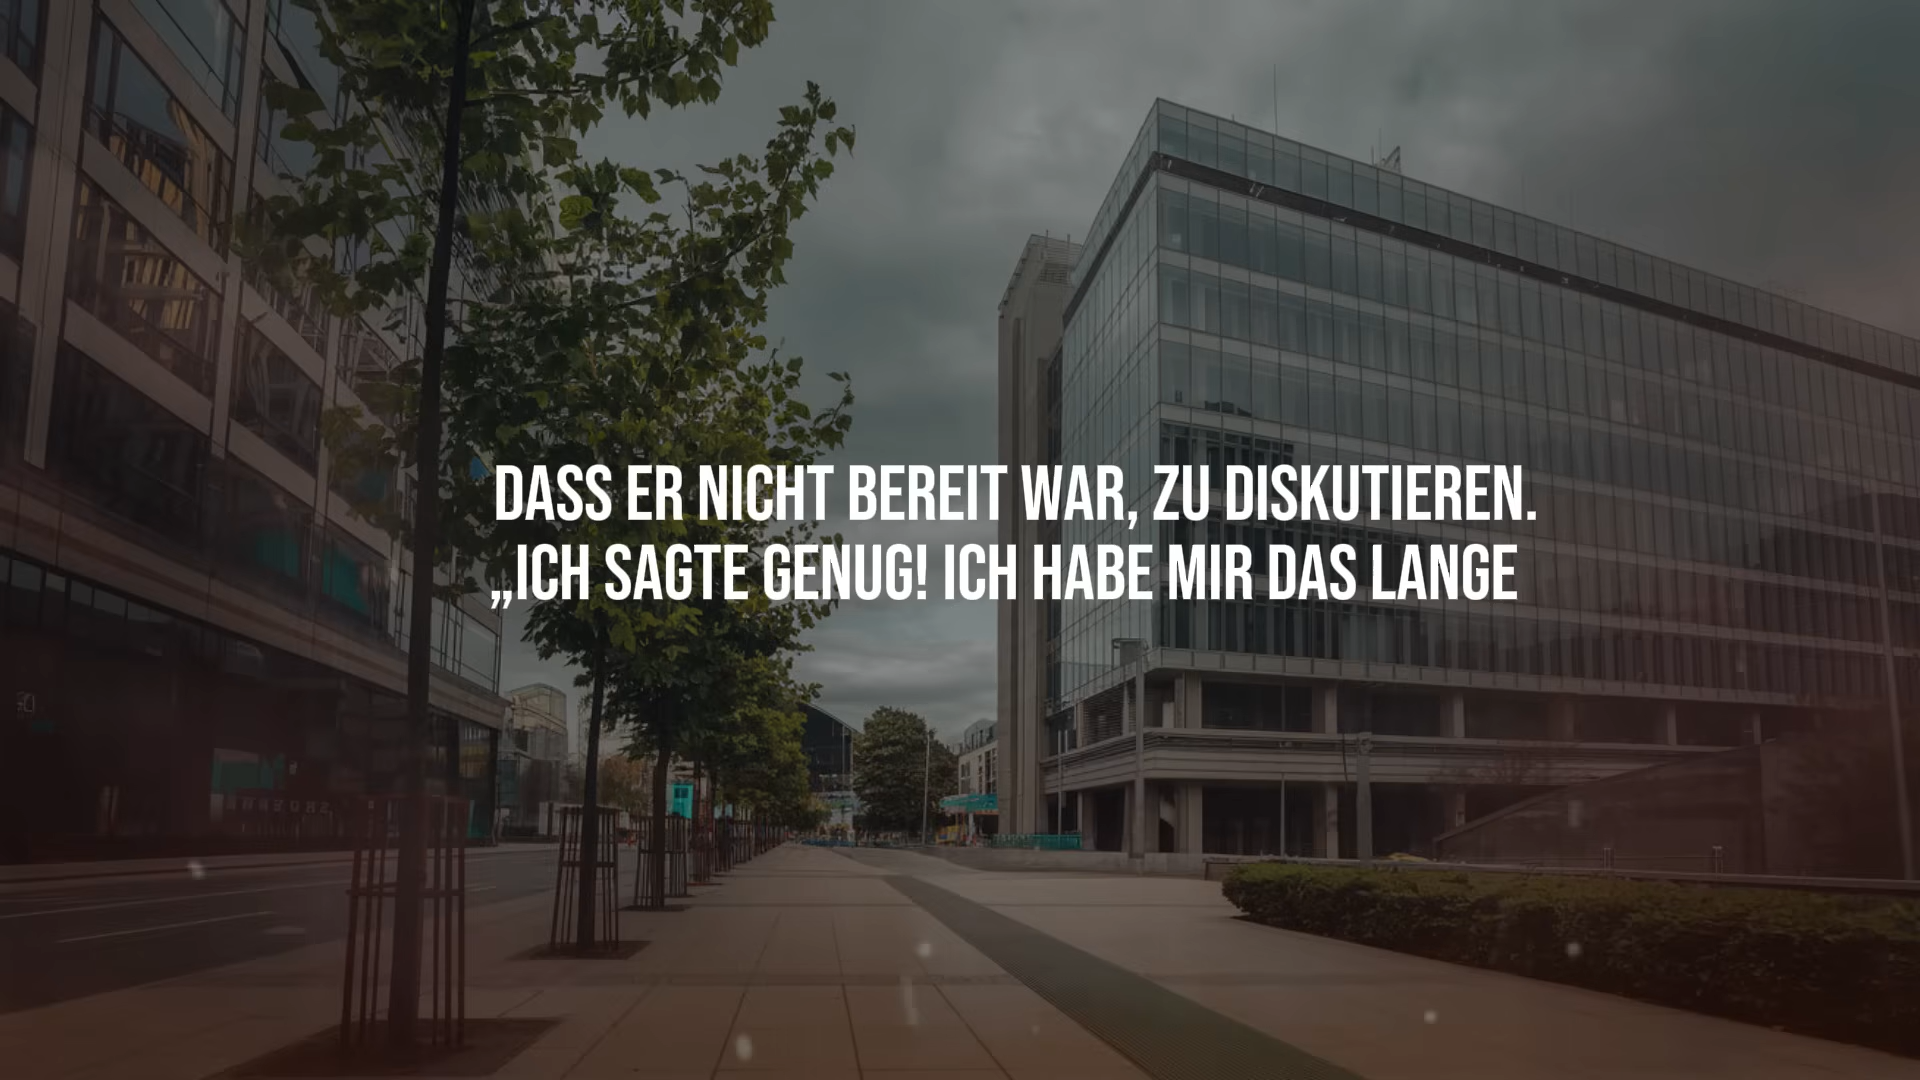 DASS ER NICHT BEREIT WAR, ZU DISKUTIEREN.
„ICH SAGTE GENUG! ICH HABE MIR DAS LANGE